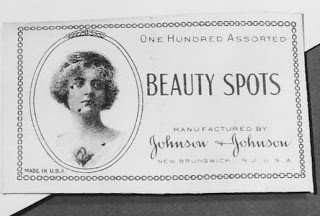 ONE HUNDRED ASSORTED
BEAUTY SPOTS
MANUFACTURED BY
Johnson & Johnson
NEW BRUNSWICK, N.J. U.S.A.
MADE IN U.S.A.